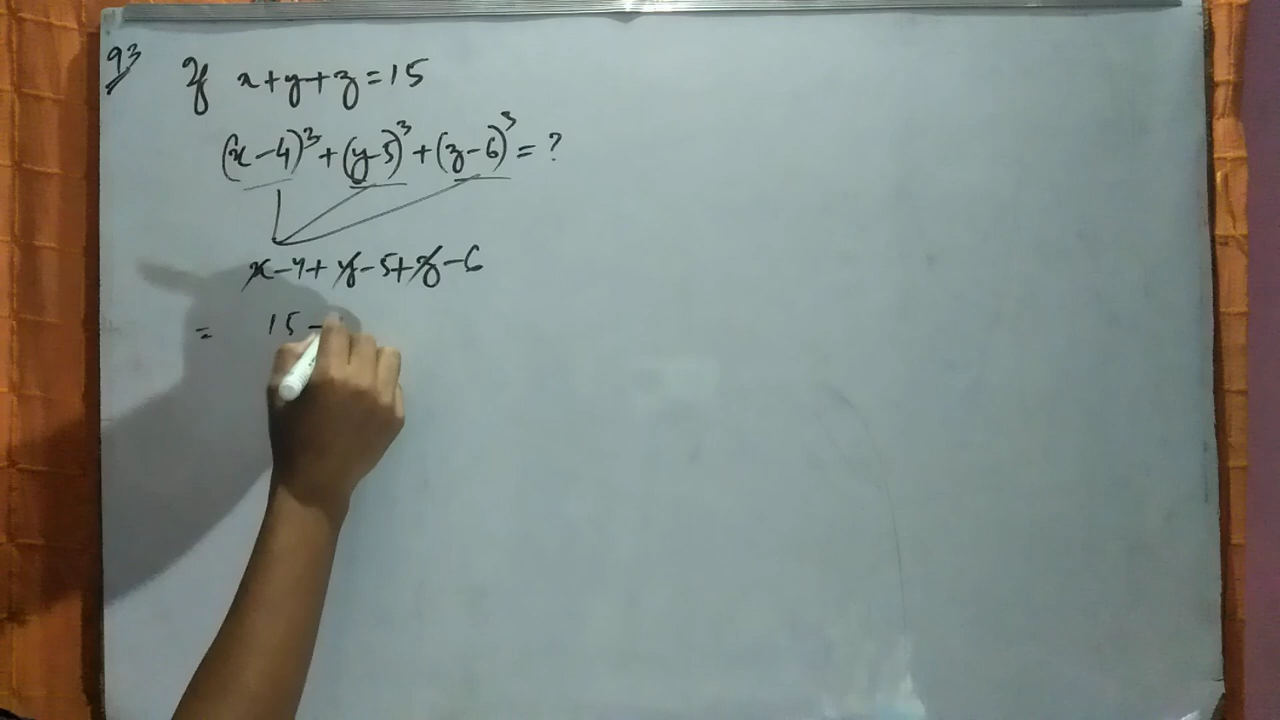 93 If x+y+z=15
(x-4)³+(y-5)³+(z-6)³=?
x-4+y-5+z-6
= 15-